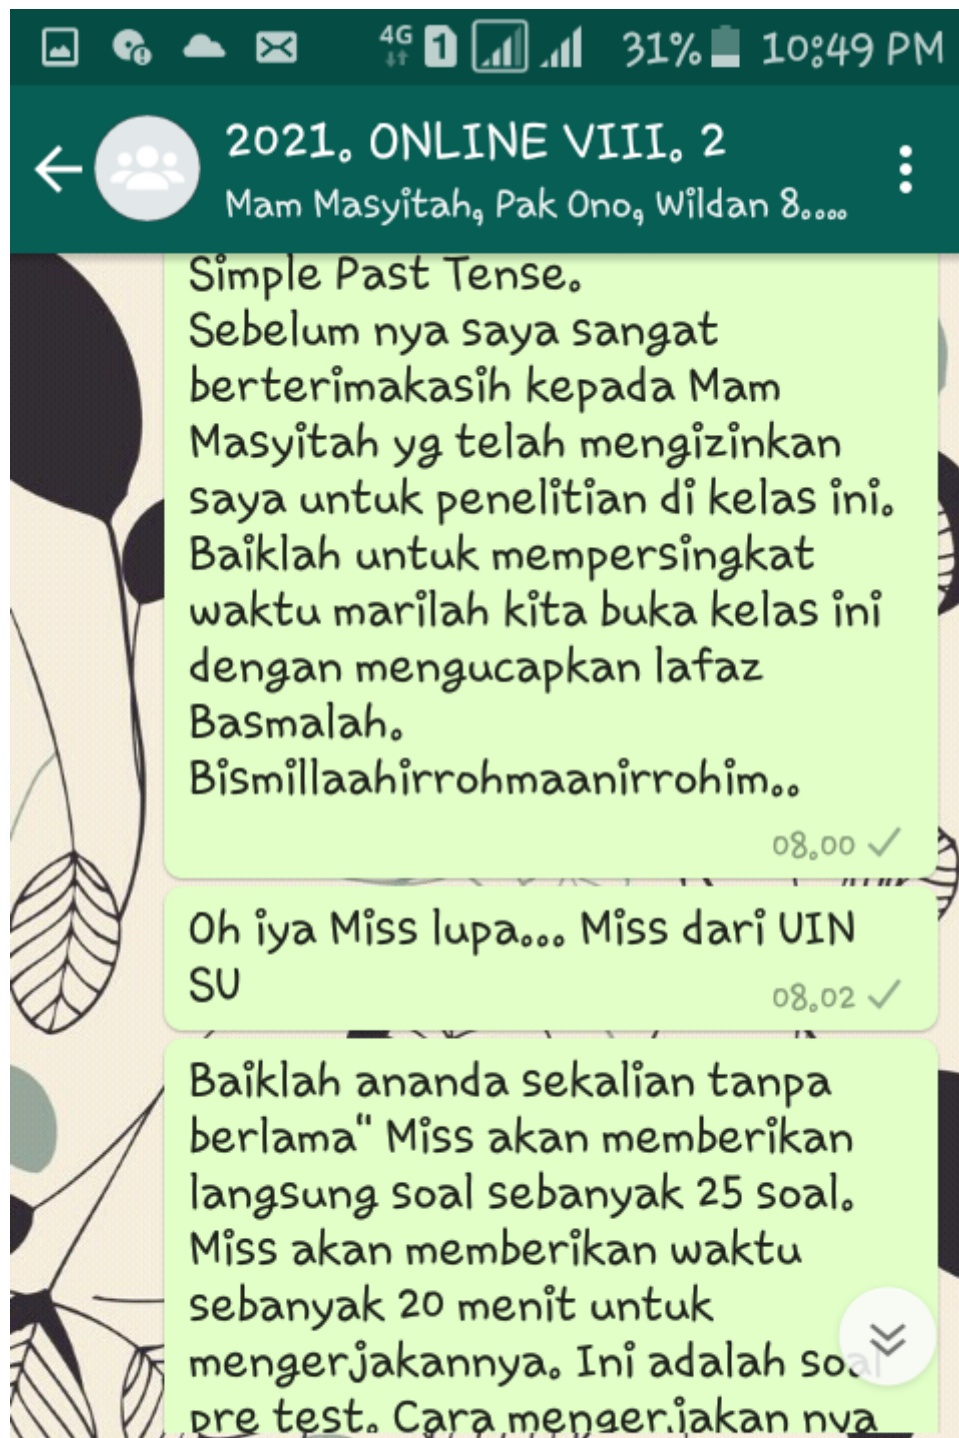 4G 1 31% 10:49 PM
2021. ONLINE VIII. 2
Mam Masyitah, Pak Ono, Wildan 8....
Simple Past Tense.
Sebelum nya saya sangat
berterimakasih kepada Mam
Masyitah yg telah mengizinkan
saya untuk penelitian di kelas ini.
Baiklah untuk mempersingkat
waktu marilah kita buka kelas ini
dengan mengucapkan lafaz
Basmalah.
Bismillaahirrohmaanirrohim..
08.00
Oh iya Miss lupa... Miss dari UIN
SU
08.02
Baiklah ananda sekalian tanpa
berlama" Miss akan memberikan
langsung soal sebanyak 25 soal.
Miss akan memberikan waktu
sebanyak 20 menit untuk
mengerjakannya. Ini adalah soal
pre test. Cara mengerjakan nya